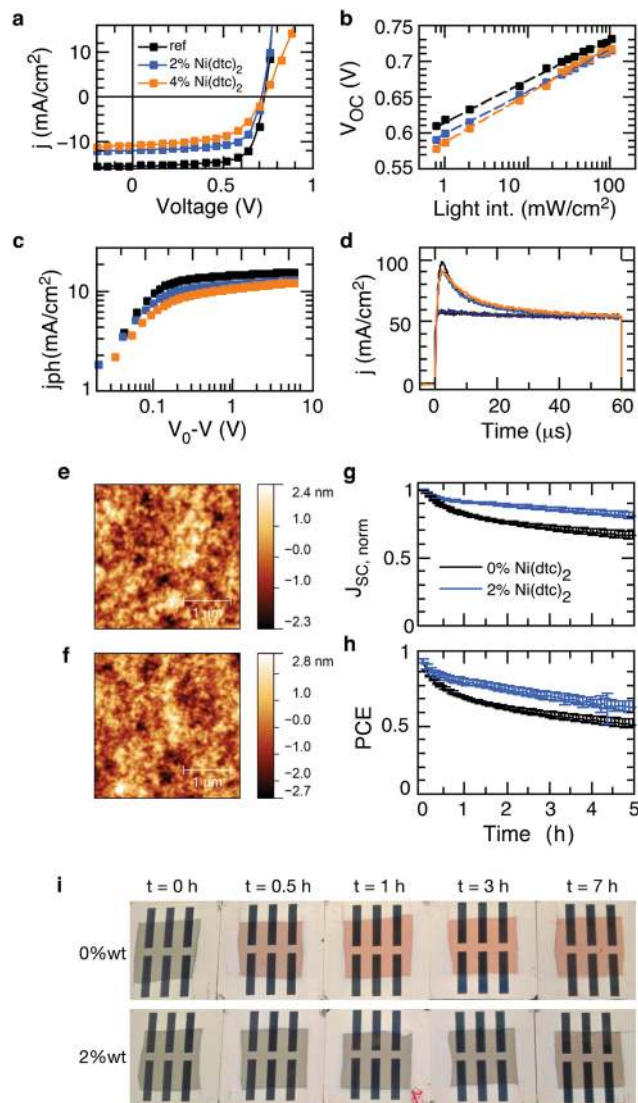 a
16
ref
2% Ni(dtc)2
4% Ni(dtc)2
0
−10
j (mA/cm2)
0
0.5
1
Voltage (V)
b
0.75
0.7
0.65
0.6
0.55
VOC (V)
1
10
100
Light int. (mW/cm2)
c
10
1
jph(mA/cm2)
0.1
1
10
V0-V (V)
d
100
50
0
j (mA/cm2)
0
20
40
60
Time (μs)
e
2.4 nm
1.0
−0.0
−1.0
−2.3
1 μm
f
2.8 nm
1.0
0.0
−1.0
−2.0
−2.7
1 μm
g
1
0.5
0
JSC, norm
0% Ni(dtc)2
2% Ni(dtc)2
h
1
0.5
0
PCE
0
1
2
3
4
5
Time (h)
i
t = 0 h
t = 0.5 h
t = 1 h
t = 3 h
t = 7 h
0%wt
2%wt